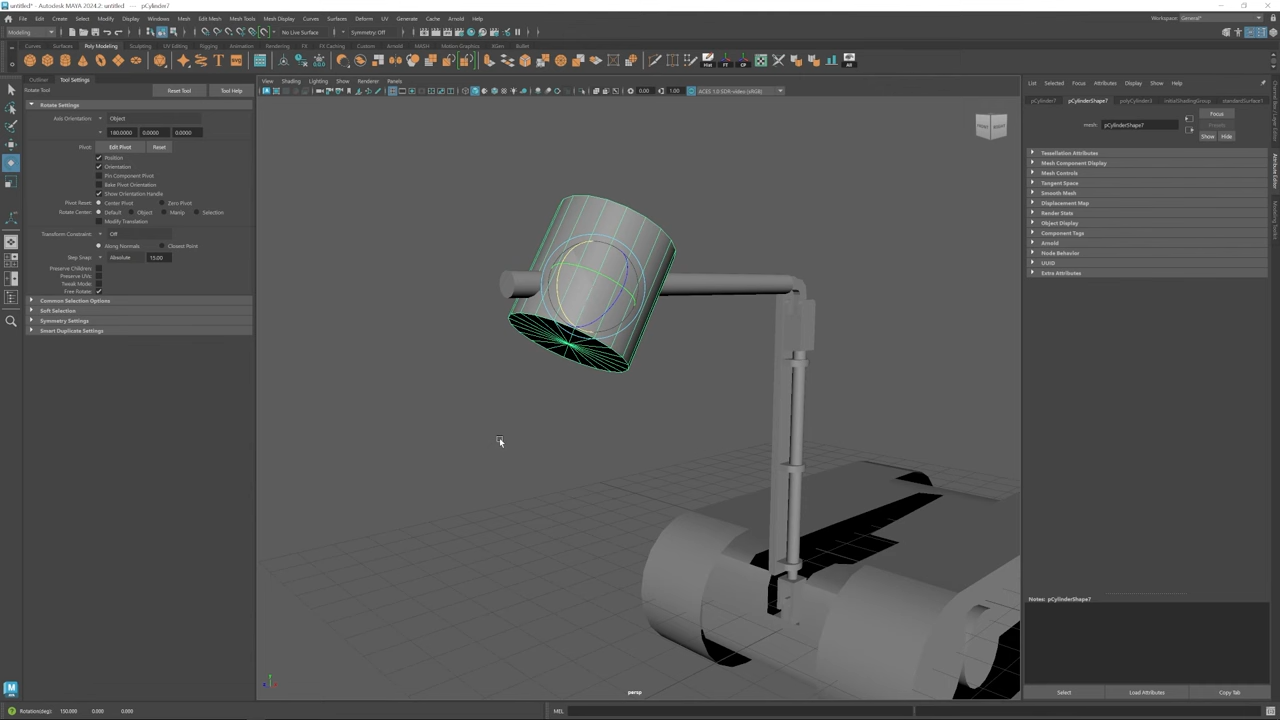 untitled* - Autodesk MAYA 2024.2: untitled --- pCylinder7
File Edit Create Select Modify Display Windows Mesh Edit Mesh Mesh Tools Mesh Display Curves Surfaces Deform UV Generate Cache Arnold Help
Workspace: General*
Modeling
No Live Surface
Symmetry: Off
Curves Surfaces Poly Modeling Sculpting UV Editing Rigging Animation Rendering FX FX Caching Custom Arnold MASH Motion Graphics XGen Bullet
Outliner Tool Settings
Rotate Tool
Reset Tool
Tool Help
Rotate Settings
Axis Orientation: Object
180.0000 0.0000 0.0000
Pivot: Edit Pivot Reset
Position
Orientation
Pin Component Pivot
Bake Pivot Orientation
Show Orientation Handle
Pivot Reset: Center Pivot Zero Pivot
Rotate Center: Default Object Manip Selection
Modify Translation
Transform Constraint: Off
Along Normals Closest Point
Step Snap: Absolute 15.00
Preserve Children:
Preserve UVs:
Tweak Mode:
Free Rotate:
Common Selection Options
Soft Selection
Symmetry Settings
Smart Duplicate Settings
View Shading Lighting Show Renderer Panels
0.00 1.00 ACES 1.0 SDR-video (sRGB)
FRONT RIGHT
persp
List Selected Focus Attributes Display Show Help
pCylinder7 pCylinderShape7 polyCylinder3 initialShadingGroup standardSurface1
mesh: pCylinderShape7
Focus
Presets
Show Hide
Tessellation Attributes
Mesh Component Display
Mesh Controls
Tangent Space
Smooth Mesh
Displacement Map
Render Stats
Object Display
Component Tags
Arnold
Node Behavior
UUID
Extra Attributes
Notes: pCylinderShape7
Select Load Attributes Copy Tab
Channel Box / Layer Editor
Attribute Editor
Modeling Toolkit
Rotation(deg): 150.000 0.000 0.000
MEL